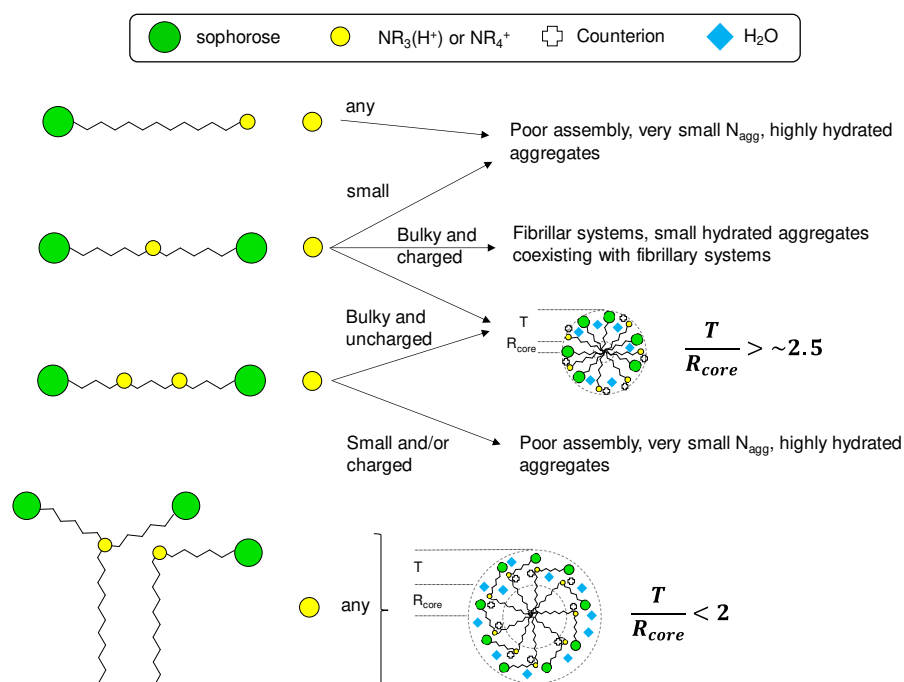 sophorose
NR₃(H⁺) or NR₄⁺
Counterion
H₂O
any
Poor assembly, very small Nagg, highly hydrated
aggregates
small
Bulky and
charged
Fibrillar systems, small hydrated aggregates
coexisting with fibrillary systems
Bulky and
uncharged
T
Rcore
T / Rcore > ~2.5
Small and/or
charged
Poor assembly, very small Nagg, highly hydrated
aggregates
any
T
Rcore
T / Rcore < 2